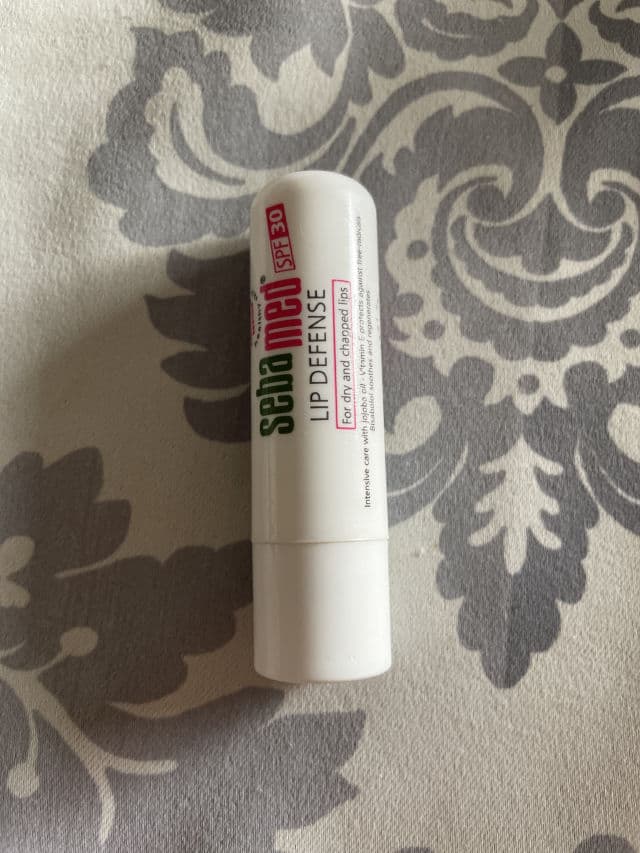 sebamed® SPF 30
LIP DEFENSE
For dry and chapped lips
Intensive care with Jojoba oil - Vitamin E protects against free radicals
Bisabolol soothes and regenerates